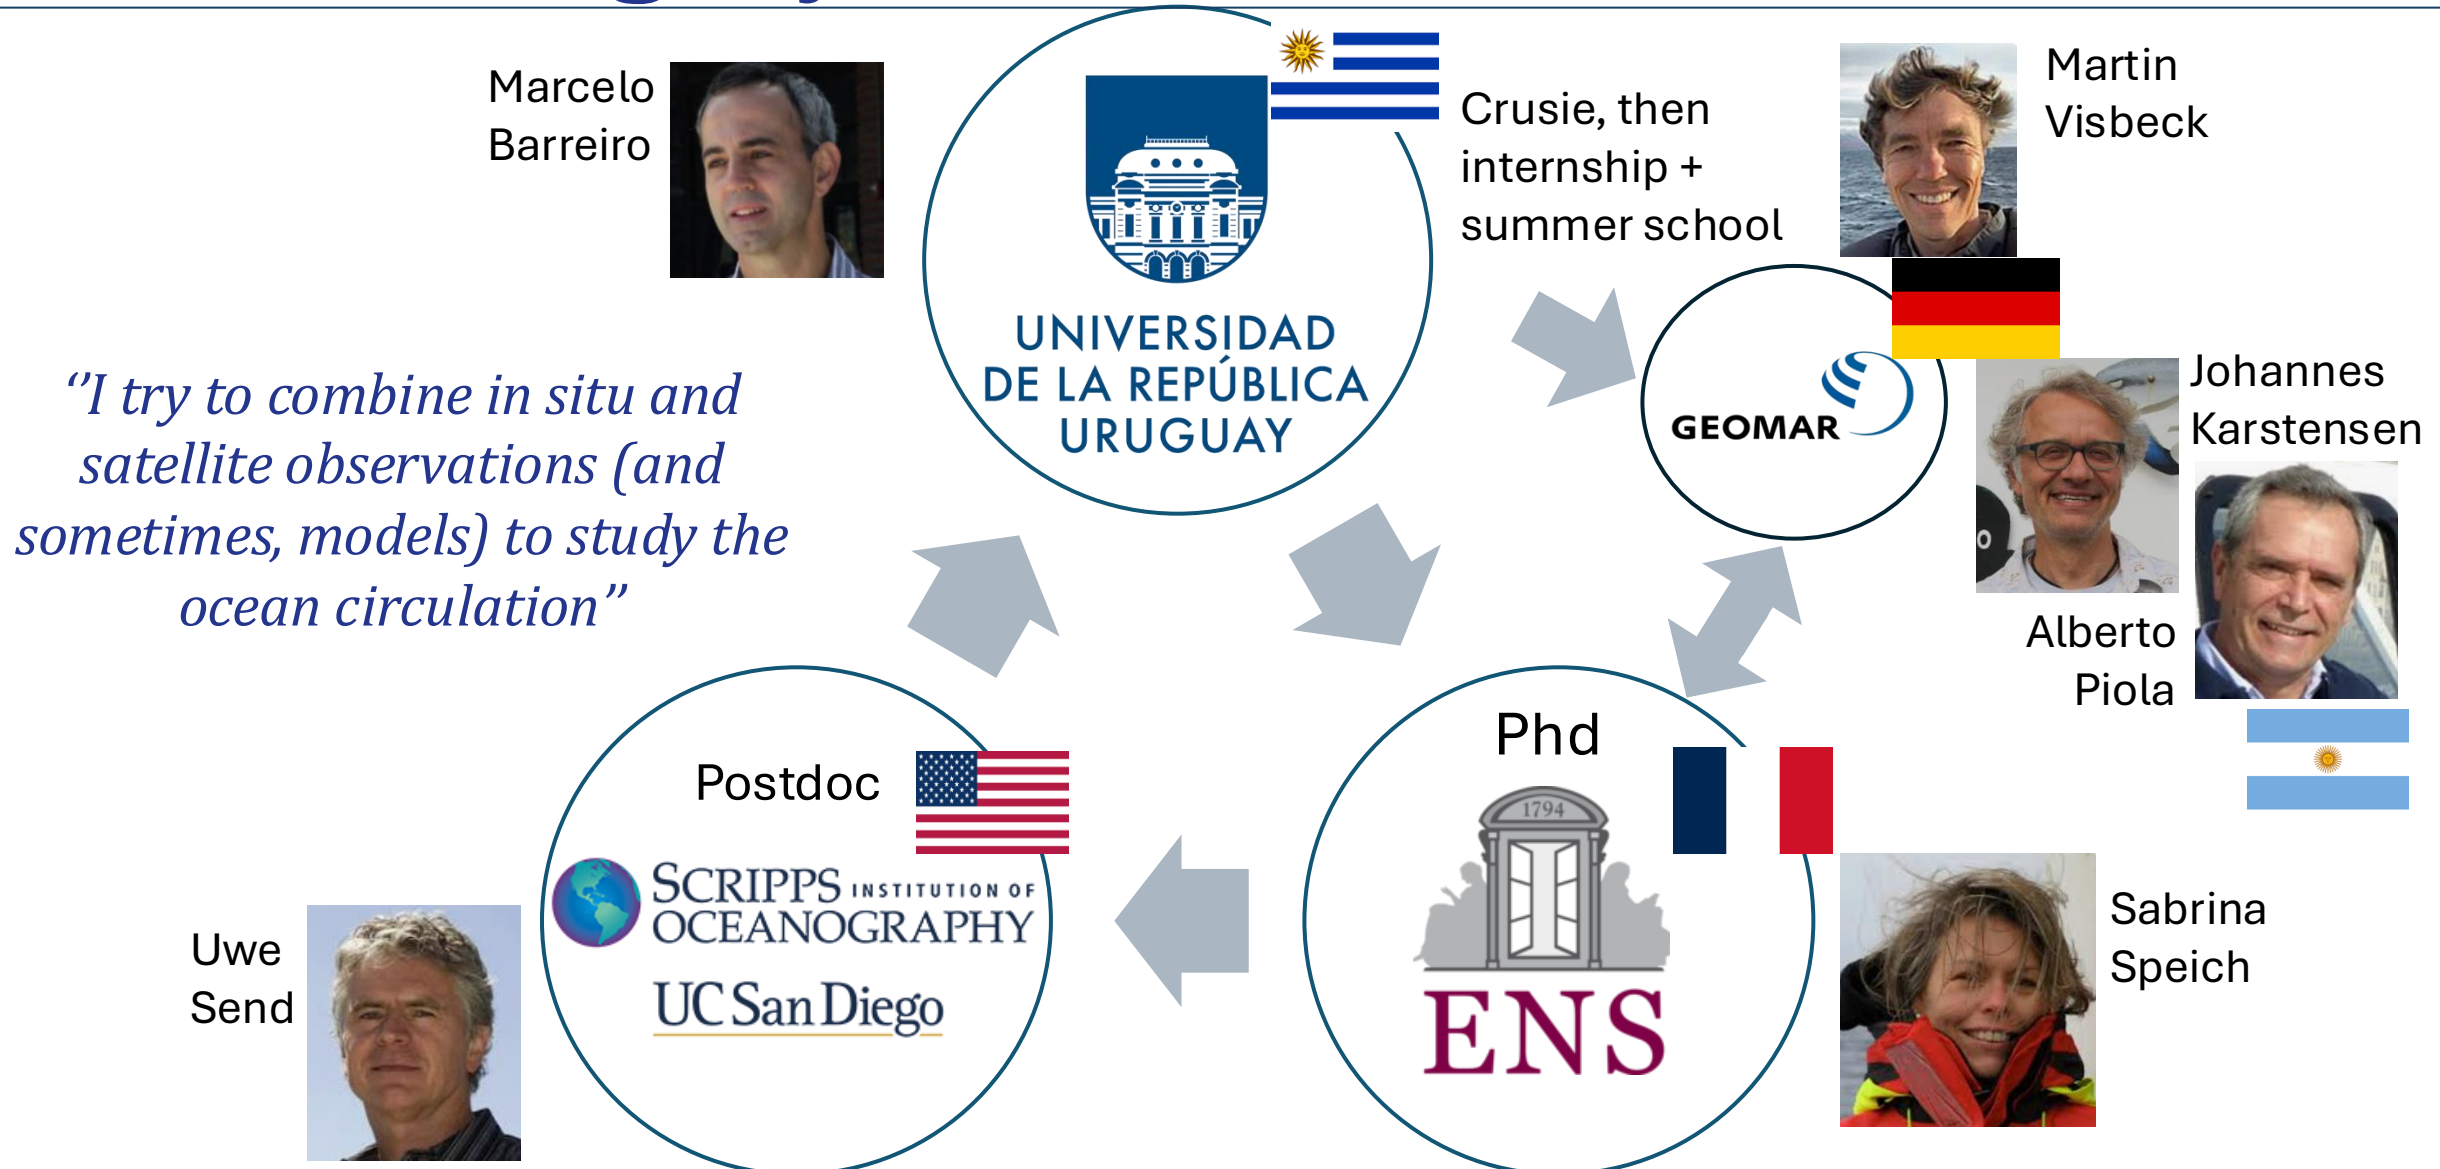 Marcelo
Barreiro
UNIVERSIDAD
DE LA REPÚBLICA
URUGUAY
Crusie, then
internship +
summer school
Martin
Visbeck
GEOMAR
Johannes
Karstensen
Alberto
Piola
‘’I try to combine in situ and
satellite observations (and
sometimes, models) to study the
ocean circulation’’
Postdoc
SCRIPPS INSTITUTION OF
OCEANOGRAPHY
UC San Diego
Uwe
Send
Phd
1794
ENS
Sabrina
Speich